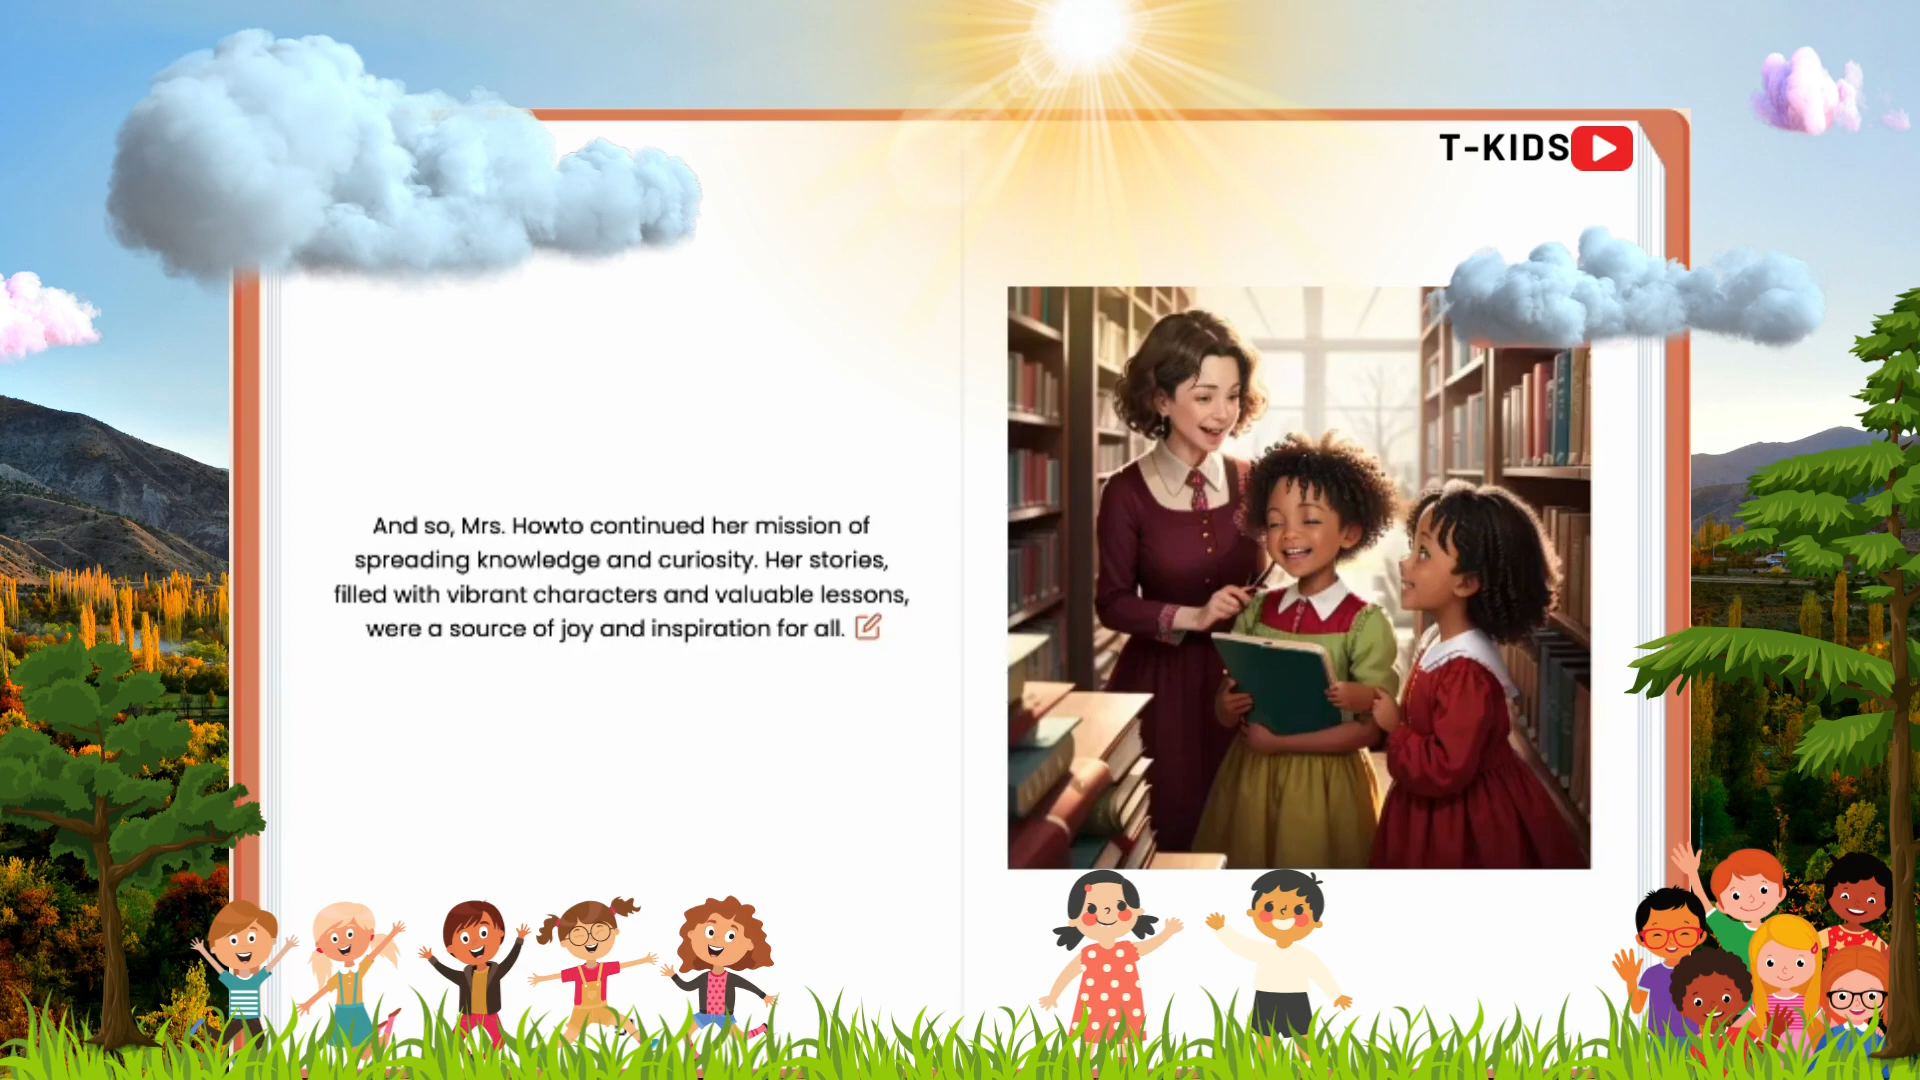 T-KIDS
And so, Mrs. Howto continued her mission of
spreading knowledge and curiosity. Her stories,
filled with vibrant characters and valuable lessons,
were a source of joy and inspiration for all.